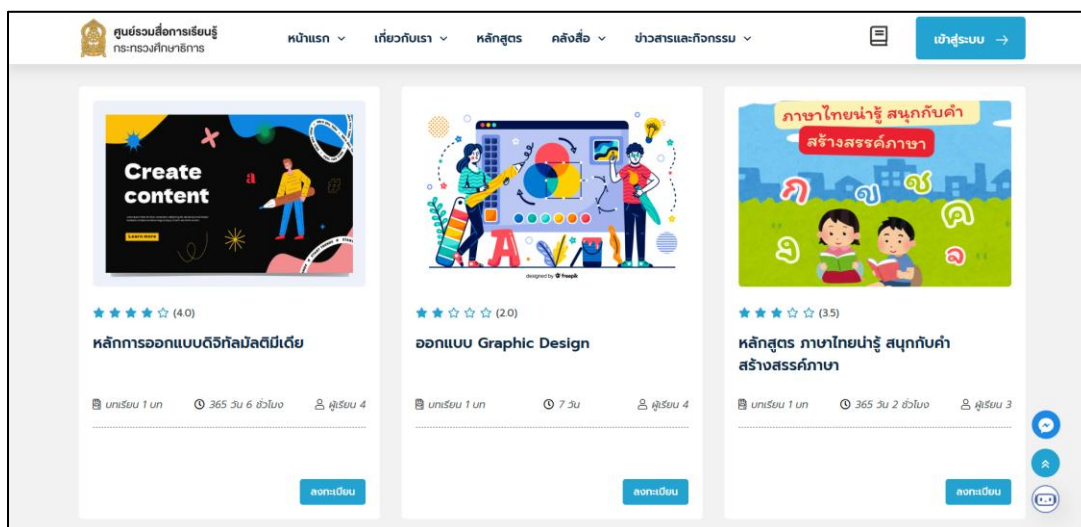 ศูนย์รวมสื่อการเรียนรู้
กระทรวงศึกษาธิการ
หน้าแรก
เกี่ยวกับเรา
หลักสูตร
คลังสื่อ
ข่าวสารและกิจกรรม
เข้าสู่ระบบ →
Create
content
a
#
Learn more
(4.0)
หลักการออกแบบดิจิทัลมัลติมีเดีย
บทเรียน 1 บท 365 วัน 6 ชั่วโมง ผู้เรียน 4
ลงทะเบียน
A
designed by freepik
(2.0)
ออกแบบ Graphic Design
บทเรียน 1 บท 7 วัน ผู้เรียน 4
ลงทะเบียน
ภาษาไทยน่ารู้ สนุกกับคำ
สร้างสรรค์ภาษา
ก ข ช
ง ค
ฉ จ
(3.5)
หลักสูตร ภาษาไทยน่ารู้ สนุกกับคำ
สร้างสรรค์ภาษา
บทเรียน 1 บท 365 วัน 2 ชั่วโมง ผู้เรียน 3
ลงทะเบียน